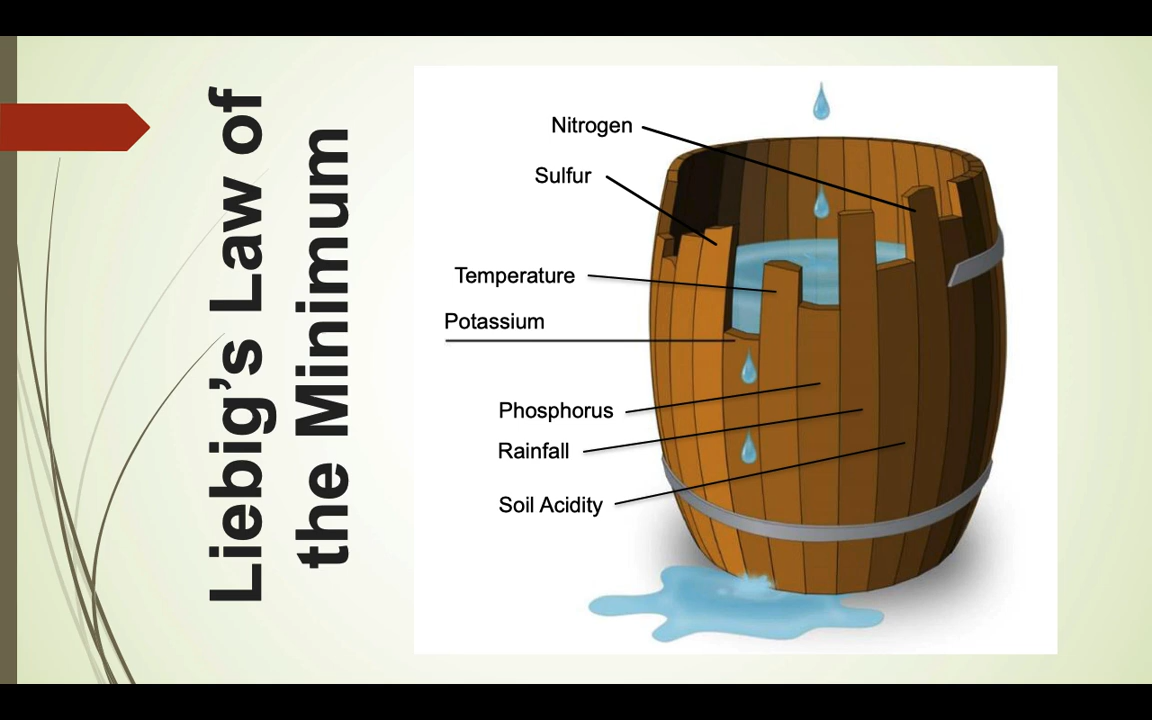 Liebig’s Law of
the Minimum
Nitrogen
Sulfur
Temperature
Potassium
Phosphorus
Rainfall
Soil Acidity